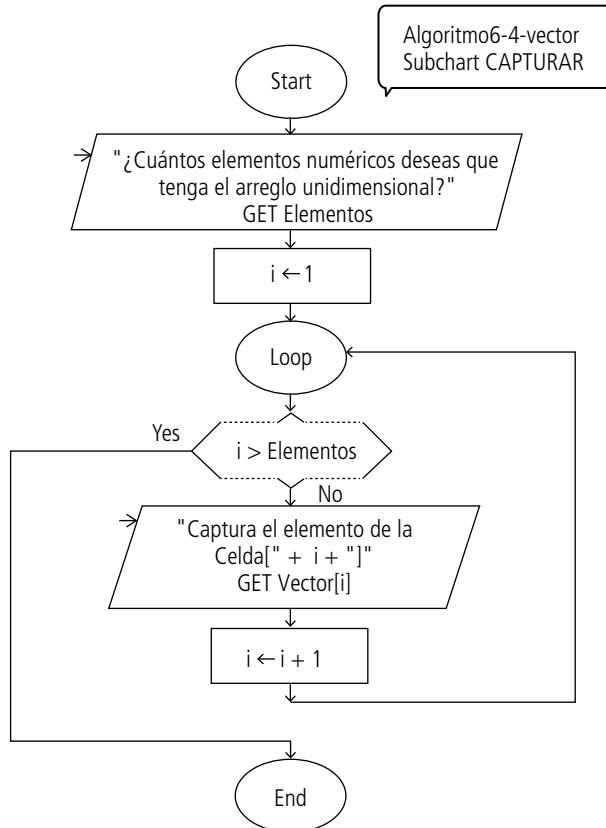 Algoritmo6-4-vector
Subchart CAPTURAR
Start
"¿Cuántos elementos numéricos deseas que
tenga el arreglo unidimensional?"
GET Elementos
i ← 1
Loop
Yes
i > Elementos
No
"Captura el elemento de la
Celda[" + i + "]"
GET Vector[i]
i ← i + 1
End